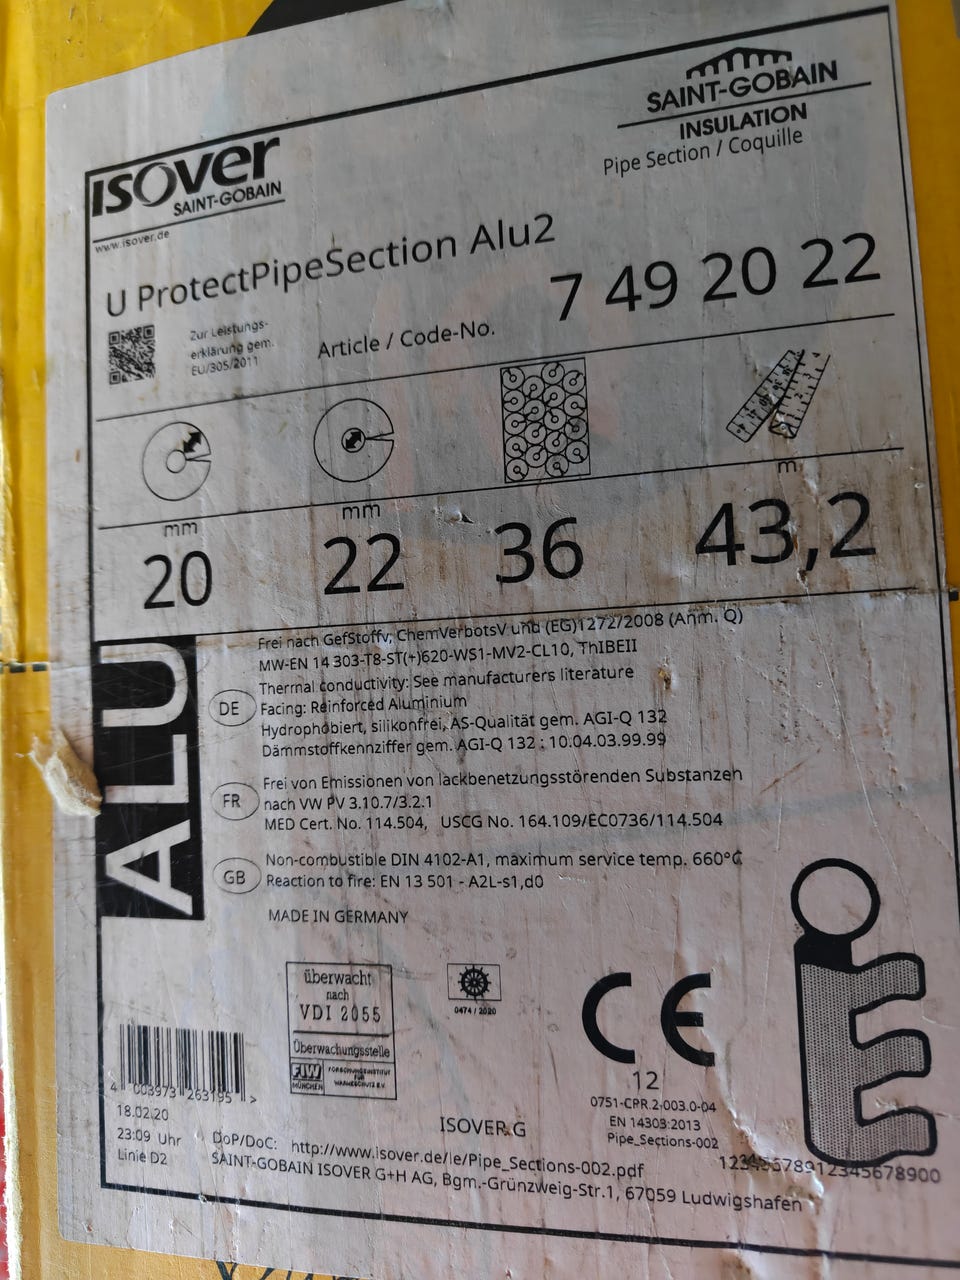 SAINT-GOBAIN
INSULATION
Pipe Section / Coquille
ISOVER
SAINT-GOBAIN
www.isover.de
U ProtectPipeSection Alu2
Zur Leistungs-
erklärung gem.
EU/305/2011
Article / Code-No.
7 49 20 22
mm
mm
m
20
22
36
43,2
ALU
Frei nach GefStoffv, ChemVerbotsV und (EG)1272/2008 (Anm. Q)
MW-EN 14 303-T8-ST(+)620-WS1-MV2-CL10, ThIBEII
DE
Thermal conductivity: See manufacturers literature
Facing: Reinforced Aluminium
Hydrophobiert, silikonfrei, AS-Qualität gem. AGI-Q 132
Dämmstoffkennziffer gem. AGI-Q 132 : 10.04.03.99.99
FR
Frei von Emissionen von lackbenetzungsstörenden Substanzen
nach VW PV 3.10.7/3.2.1
MED Cert. No. 114.504, USCG No. 164.109/EC0736/114.504
GB
Non-combustible DIN 4102-A1, maximum service temp. 660°C
Reaction to fire: EN 13 501 - A2L-s1,d0
MADE IN GERMANY
überwacht
nach
VDI 2055
Überwachungsstelle
FIW
MÜNCHEN
FORSCHUNGSINSTITUT
FÜR
WÄRMESCHUTZ E.V.
0474 / 2020
CE
12
0751-CPR.2-003.0-04
EN 14303:2013
Pipe_Sections-002
4 003973 263195 >
18.02.20
23:09 Uhr
Linie D2
ISOVER.G
DoP/DoC: http://www.isover.de/le/Pipe_Sections-002.pdf
SAINT-GOBAIN ISOVER G+H AG, Bgm.-Grünzweig-Str.1, 67059 Ludwigshafen
12345678912345678900